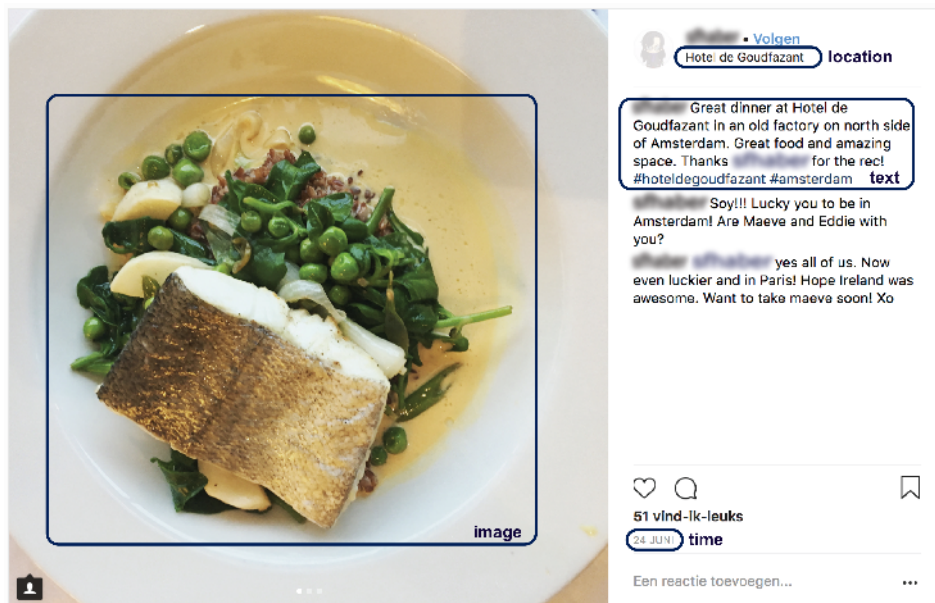 • Volgen
Hotel de Goudfazant location
Great dinner at Hotel de
Goudfazant in an old factory on north side
of Amsterdam. Great food and amazing
space. Thanks for the rec!
#hoteldegoudfazant #amsterdam text
Soy!!! Lucky you to be in
Amsterdam! Are Maeve and Eddie with
you?
yes all of us. Now
even luckier and in Paris! Hope Ireland was
awesome. Want to take maeve soon! Xo
image
51 vind-ik-leuks
24 JUNI time
Een reactie toevoegen...